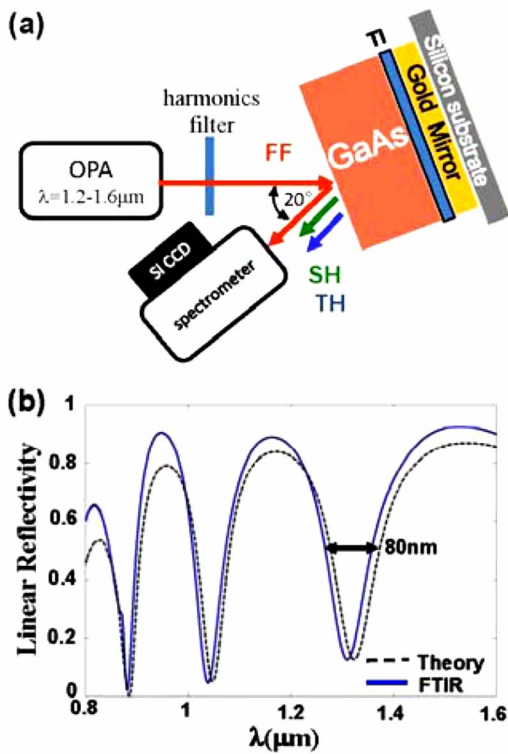 (a)
harmonics
filter
OPA
λ=1.2-1.6μm
FF
20°
GaAs
FI
Gold Mirror
Silicon substrate
SI CCD
spectrometer
SH
TH
(b)
Linear Reflectivity
1
0.8
0.6
0.4
0.2
0
80nm
Theory
FTIR
0.8
1
1.2
1.4
1.6
λ(μm)